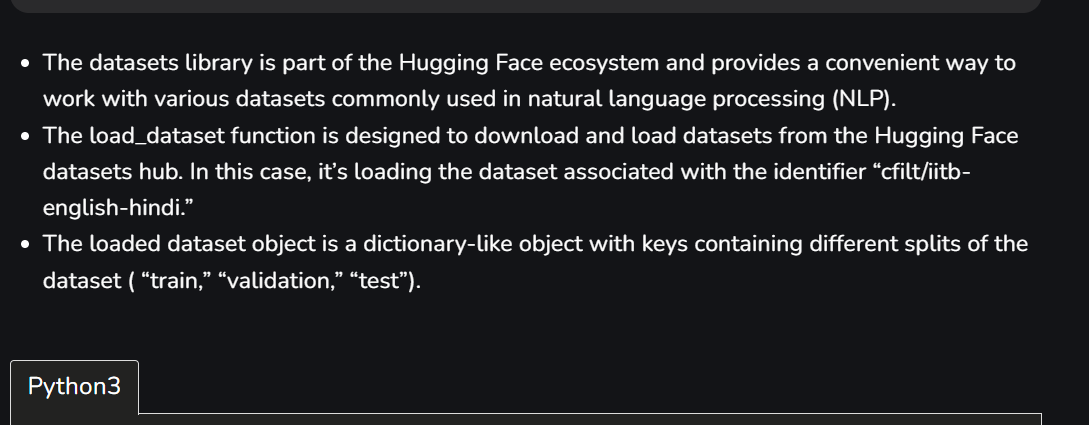 • The datasets library is part of the Hugging Face ecosystem and provides a convenient way to
work with various datasets commonly used in natural language processing (NLP).
• The load_dataset function is designed to download and load datasets from the Hugging Face
datasets hub. In this case, it’s loading the dataset associated with the identifier “cfilt/iitb-
english-hindi.”
• The loaded dataset object is a dictionary-like object with keys containing different splits of the
dataset ( “train,” “validation,” “test”).
Python3